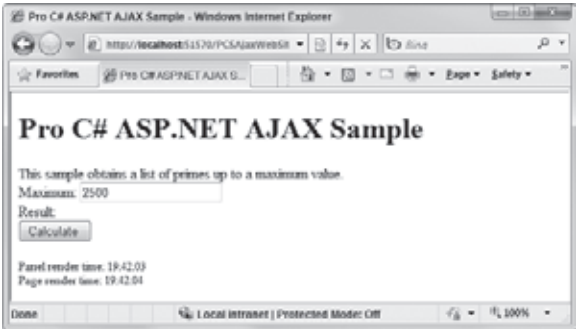 Pro C# ASP.NET AJAX Sample - Windows Internet Explorer
http://localhost:51570/PCSAjaxWebSit
Bing
Favorites
Pro C# ASP.NET AJAX S...
Page
Safety
Pro C# ASP.NET AJAX Sample
This sample obtains a list of primes up to a maximum value.
Maximum: 2500
Result:
Calculate
Panel render time: 19:42:03
Page render time: 19:42:04
Done
Local intranet | Protected Mode: Off
100%